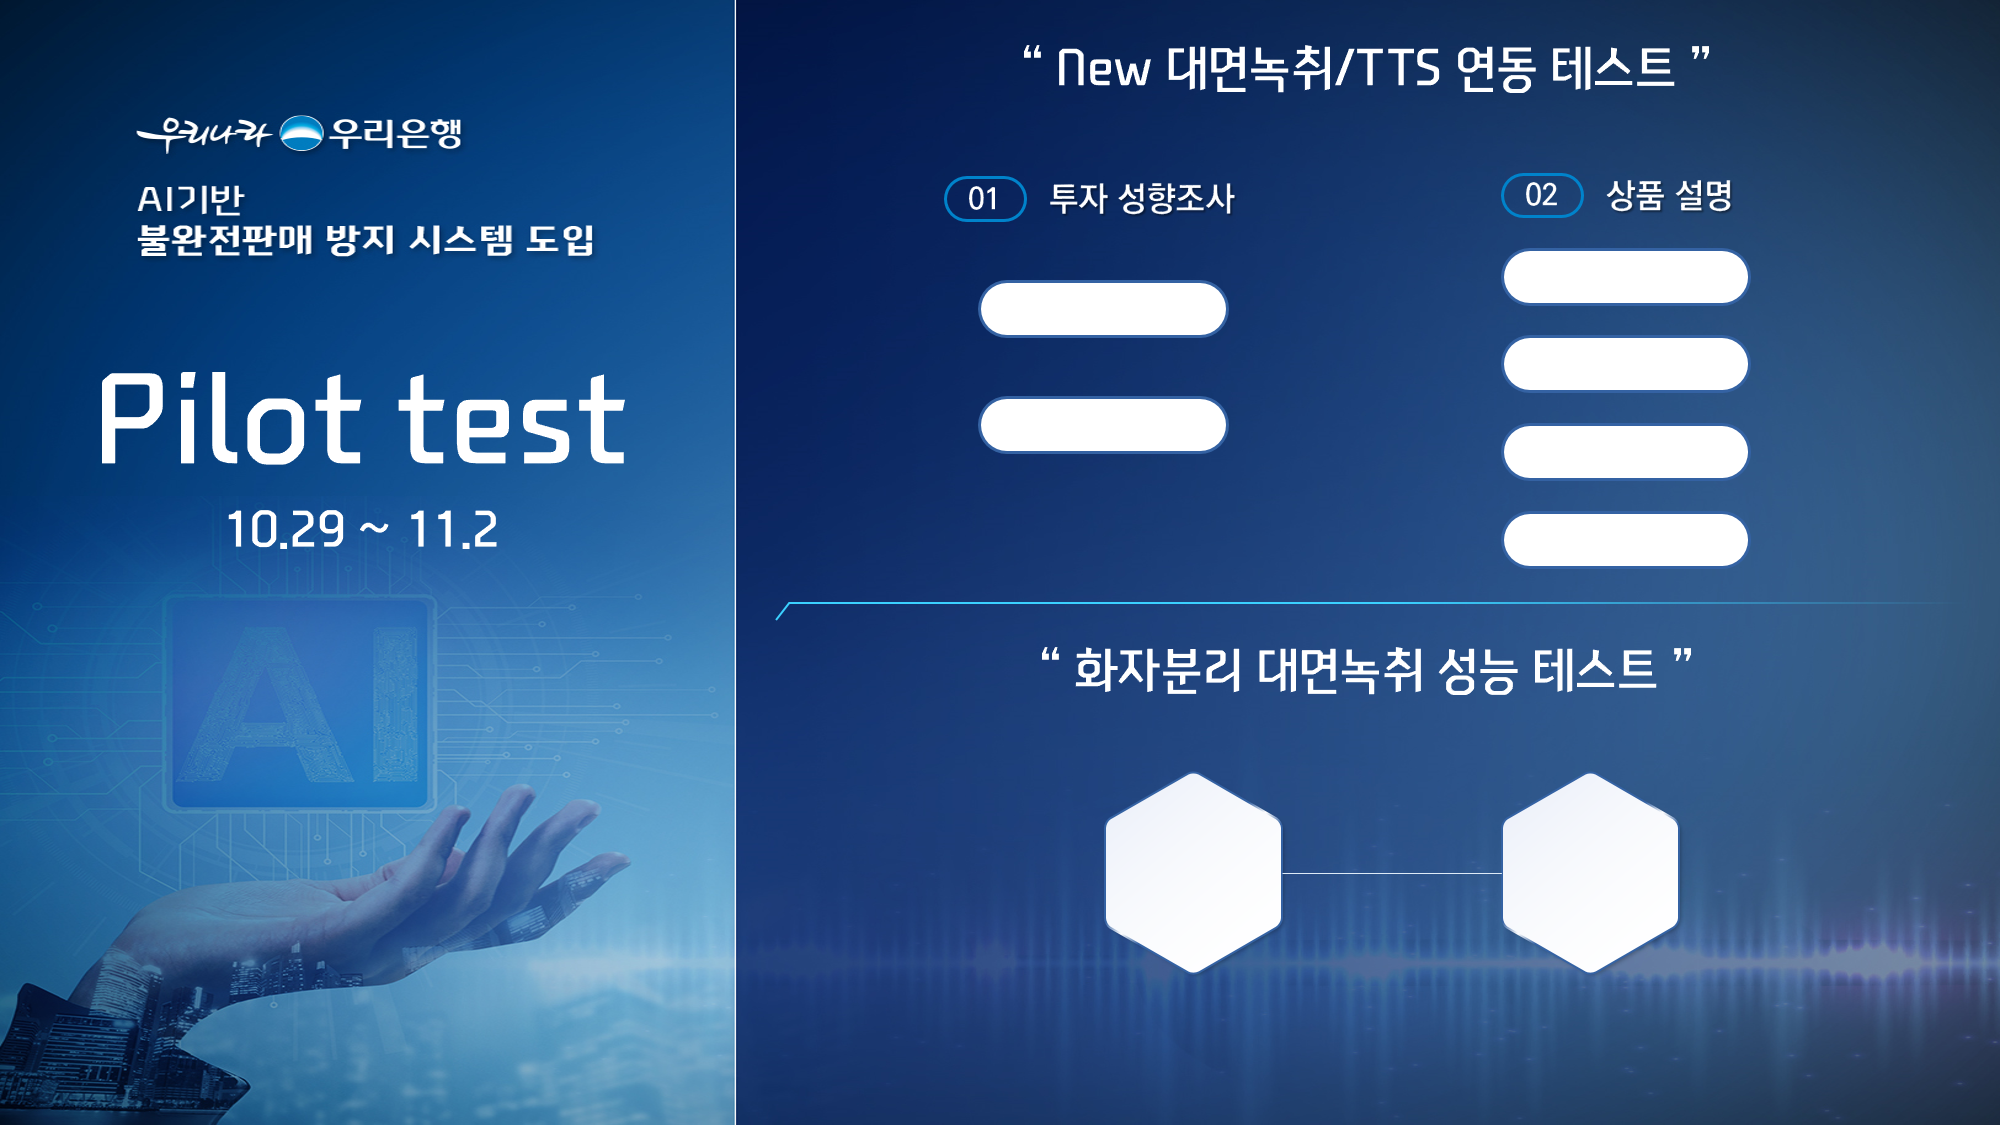 우리나라 우리은행
AI기반
불완전판매 방지 시스템 도입
Pilot test
10.29 ~ 11.2
AI
“ New 대면녹취/TTS 연동 테스트 ”
01 투자 성향조사
02 상품 설명
“ 화자분리 대면녹취 성능 테스트 ”